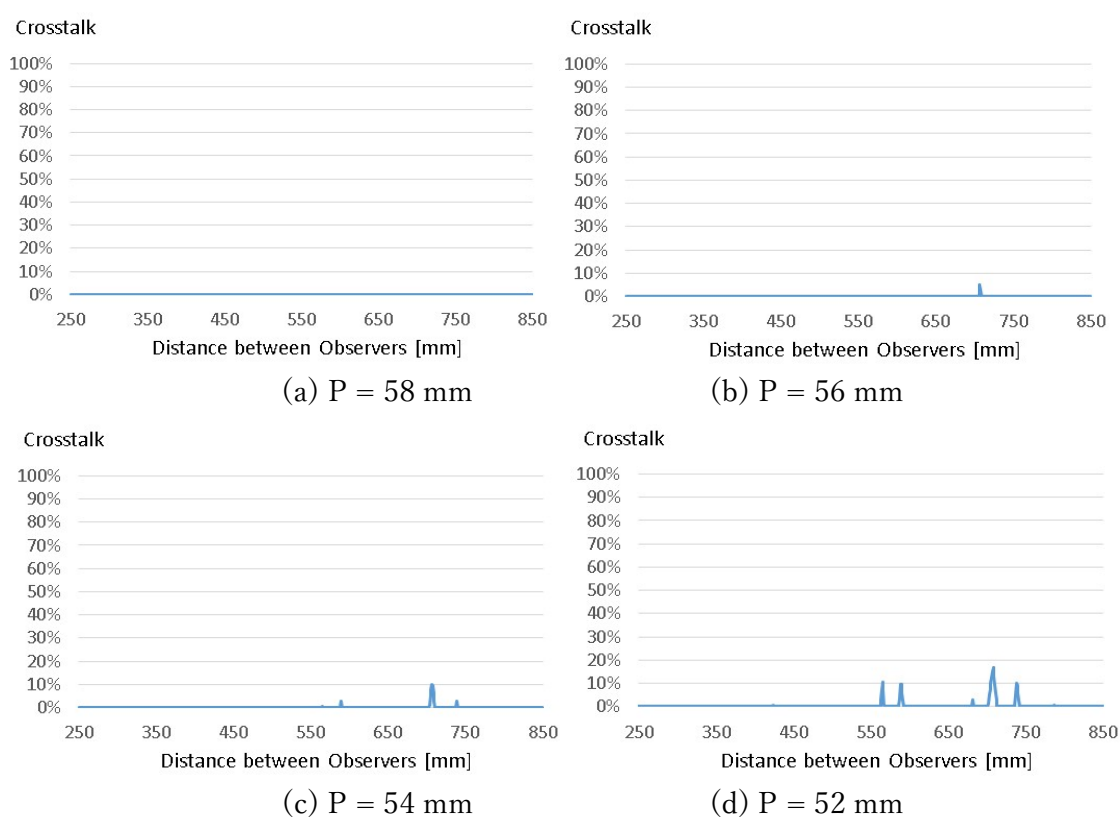 Crosstalk
100%
90%
80%
70%
60%
50%
40%
30%
20%
10%
0%
250 350 450 550 650 750 850
Distance between Observers [mm]
(a) P = 58 mm
Crosstalk
100%
90%
80%
70%
60%
50%
40%
30%
20%
10%
0%
250 350 450 550 650 750 850
Distance between Observers [mm]
(b) P = 56 mm
Crosstalk
100%
90%
80%
70%
60%
50%
40%
30%
20%
10%
0%
250 350 450 550 650 750 850
Distance between Observers [mm]
(c) P = 54 mm
Crosstalk
100%
90%
80%
70%
60%
50%
40%
30%
20%
10%
0%
250 350 450 550 650 750 850
Distance between Observers [mm]
(d) P = 52 mm